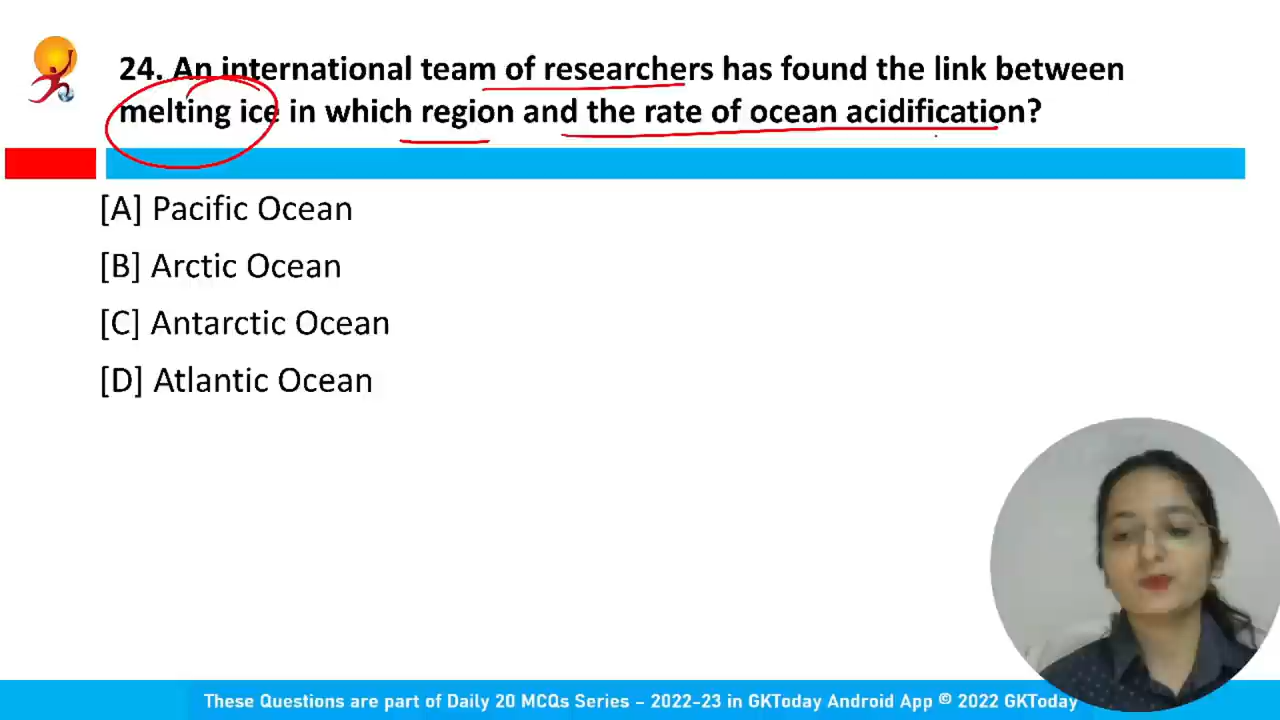 24. An international team of researchers has found the link between
melting ice in which region and the rate of ocean acidification?
[A] Pacific Ocean
[B] Arctic Ocean
[C] Antarctic Ocean
[D] Atlantic Ocean
These Questions are part of Daily 20 MCQs Series – 2022-23 in GKToday Android App © 2022 GKToday